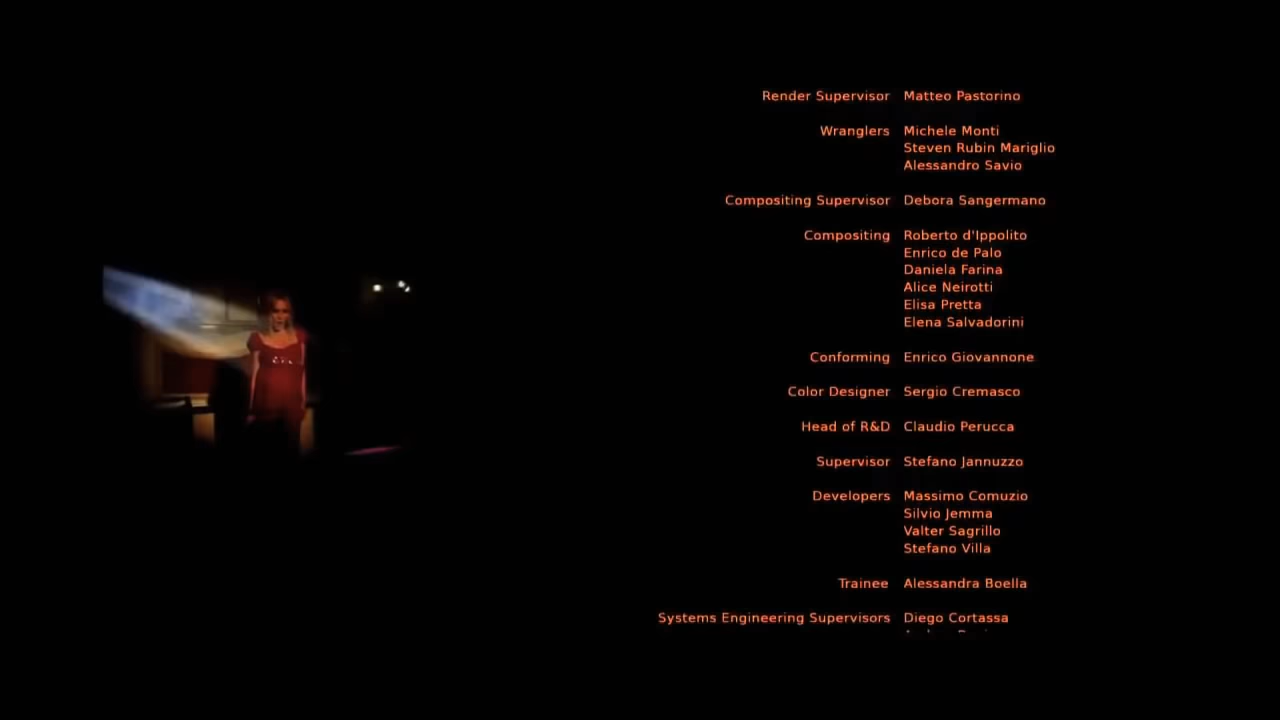 Render Supervisor Matteo Pastorino
Wranglers Michele Monti
Steven Rubin Mariglio
Alessandro Savio
Compositing Supervisor Debora Sangermano
Compositing Roberto d'Ippolito
Enrico de Palo
Daniela Farina
Alice Neirotti
Elisa Pretta
Elena Salvadorini
Conforming Enrico Giovannone
Color Designer Sergio Cremasco
Head of R&D Claudio Perucca
Supervisor Stefano Jannuzzo
Developers Massimo Comuzio
Silvio Jemma
Valter Sagrillo
Stefano Villa
Trainee Alessandra Boella
Systems Engineering Supervisors Diego Cortassa